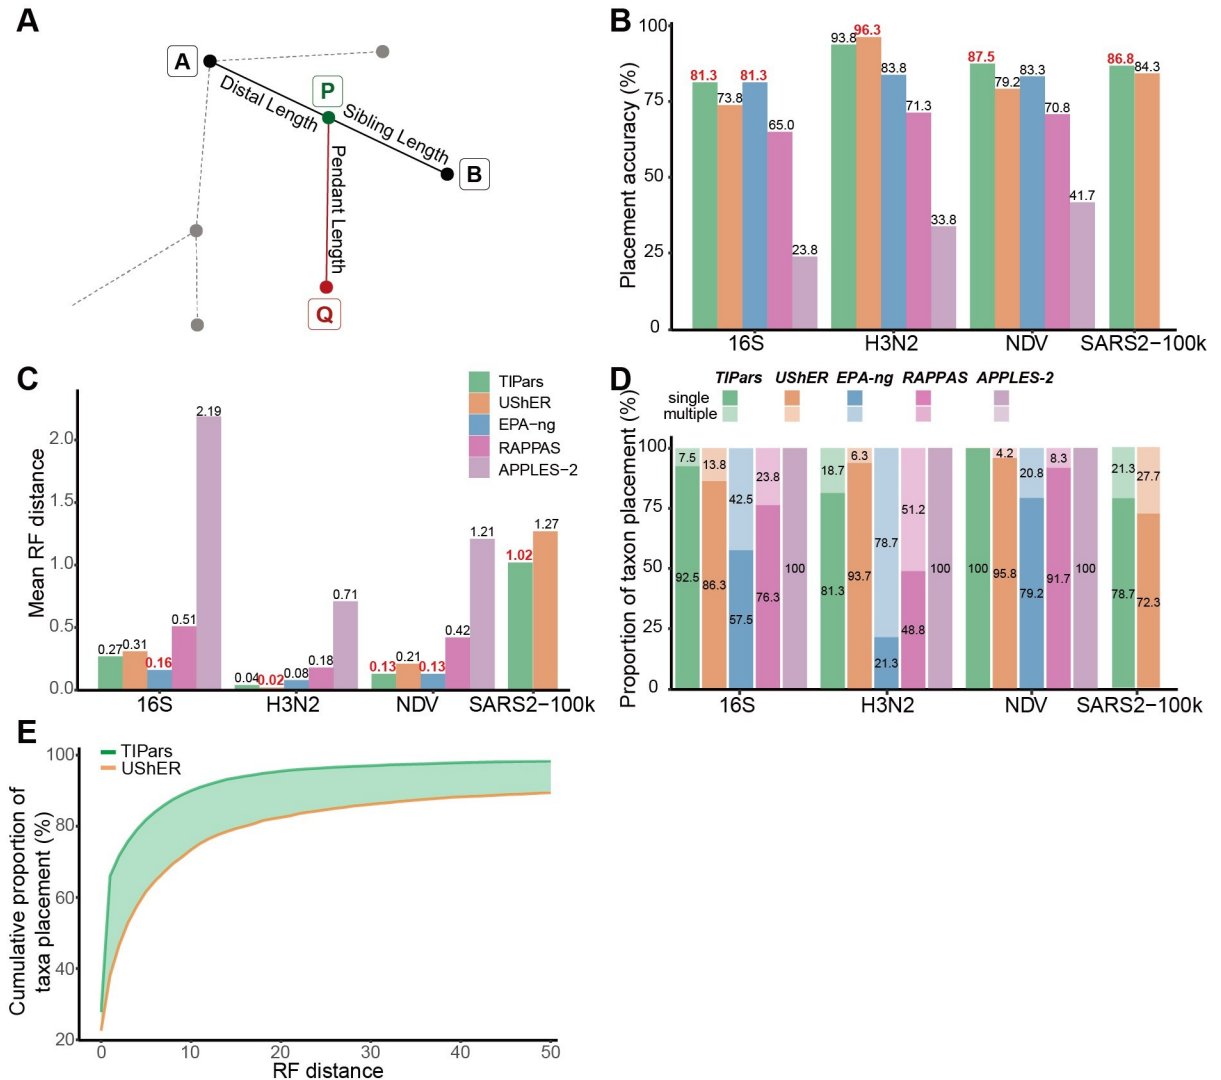 A
A
Distal Length
P
Sibling Length
B
Pendant Length
Q
B
Placement accuracy (%)
100
75
50
25
0
81.3
73.8
81.3
65.0
23.8
93.8
96.3
83.8
71.3
33.8
87.5
79.2
83.3
70.8
41.7
86.8
84.3
16S
H3N2
NDV
SARS2−100k
C
Mean RF distance
2.0
1.5
1.0
0.5
0.0
TIPars
UShER
EPA−ng
RAPPAS
APPLES−2
0.27
0.31
0.16
0.51
2.19
0.04
0.02
0.08
0.18
0.71
0.13
0.21
0.13
0.42
1.21
1.02
1.27
16S
H3N2
NDV
SARS2−100k
D
TIPars UShER EPA-ng RAPPAS APPLES-2
single
multiple
Proportion of taxon placement (%)
100
75
50
25
0
7.5
92.5
13.8
86.3
42.5
57.5
23.8
76.3
100
18.7
81.3
6.3
93.7
78.7
21.3
51.2
48.8
100
100
4.2
95.8
20.8
79.2
8.3
91.7
100
21.3
78.7
27.7
72.3
16S
H3N2
NDV
SARS2−100k
E
Cumulative proportion of
taxa placement (%)
100
80
60
40
20
TIPars
UShER
0
10
20
30
40
50
RF distance